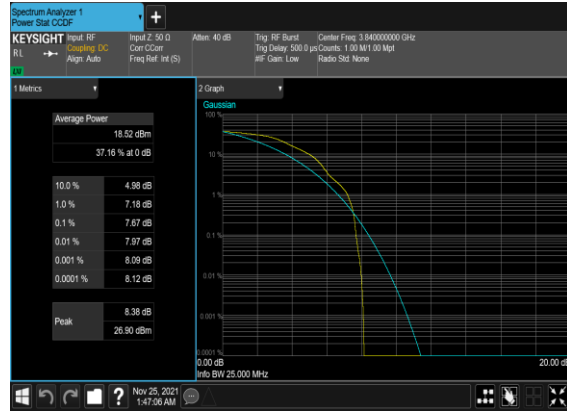 Spectrum Analyzer 1
Power Stat CCDF
KEYSIGHT
RL
Input: RF
Coupling: DC
Align: Auto
Input Z: 50 Ω
Corr CCorr
Freq Ref: Int (S)
Atten: 40 dB
Trig: RF Burst
Trig Delay: 500.0 µs
#IF Gain: Low
Center Freq: 3.840000000 GHz
Counts: 1.00 M/1.00 Mpt
Radio Std: None
1 Metrics
Average Power
18.52 dBm
37.16 % at 0 dB
10.0 % 4.98 dB
1.0 % 7.18 dB
0.1 % 7.67 dB
0.01 % 7.97 dB
0.001 % 8.09 dB
0.0001 % 8.12 dB
Peak
8.38 dB
26.90 dBm
2 Graph
Gaussian
100 %
10 %
1 %
0.1 %
0.01 %
0.001 %
0.0001 %
0.00 dB
20.00 dB
Info BW 25.000 MHz
?
Nov 25, 2021
1:47:06 AM